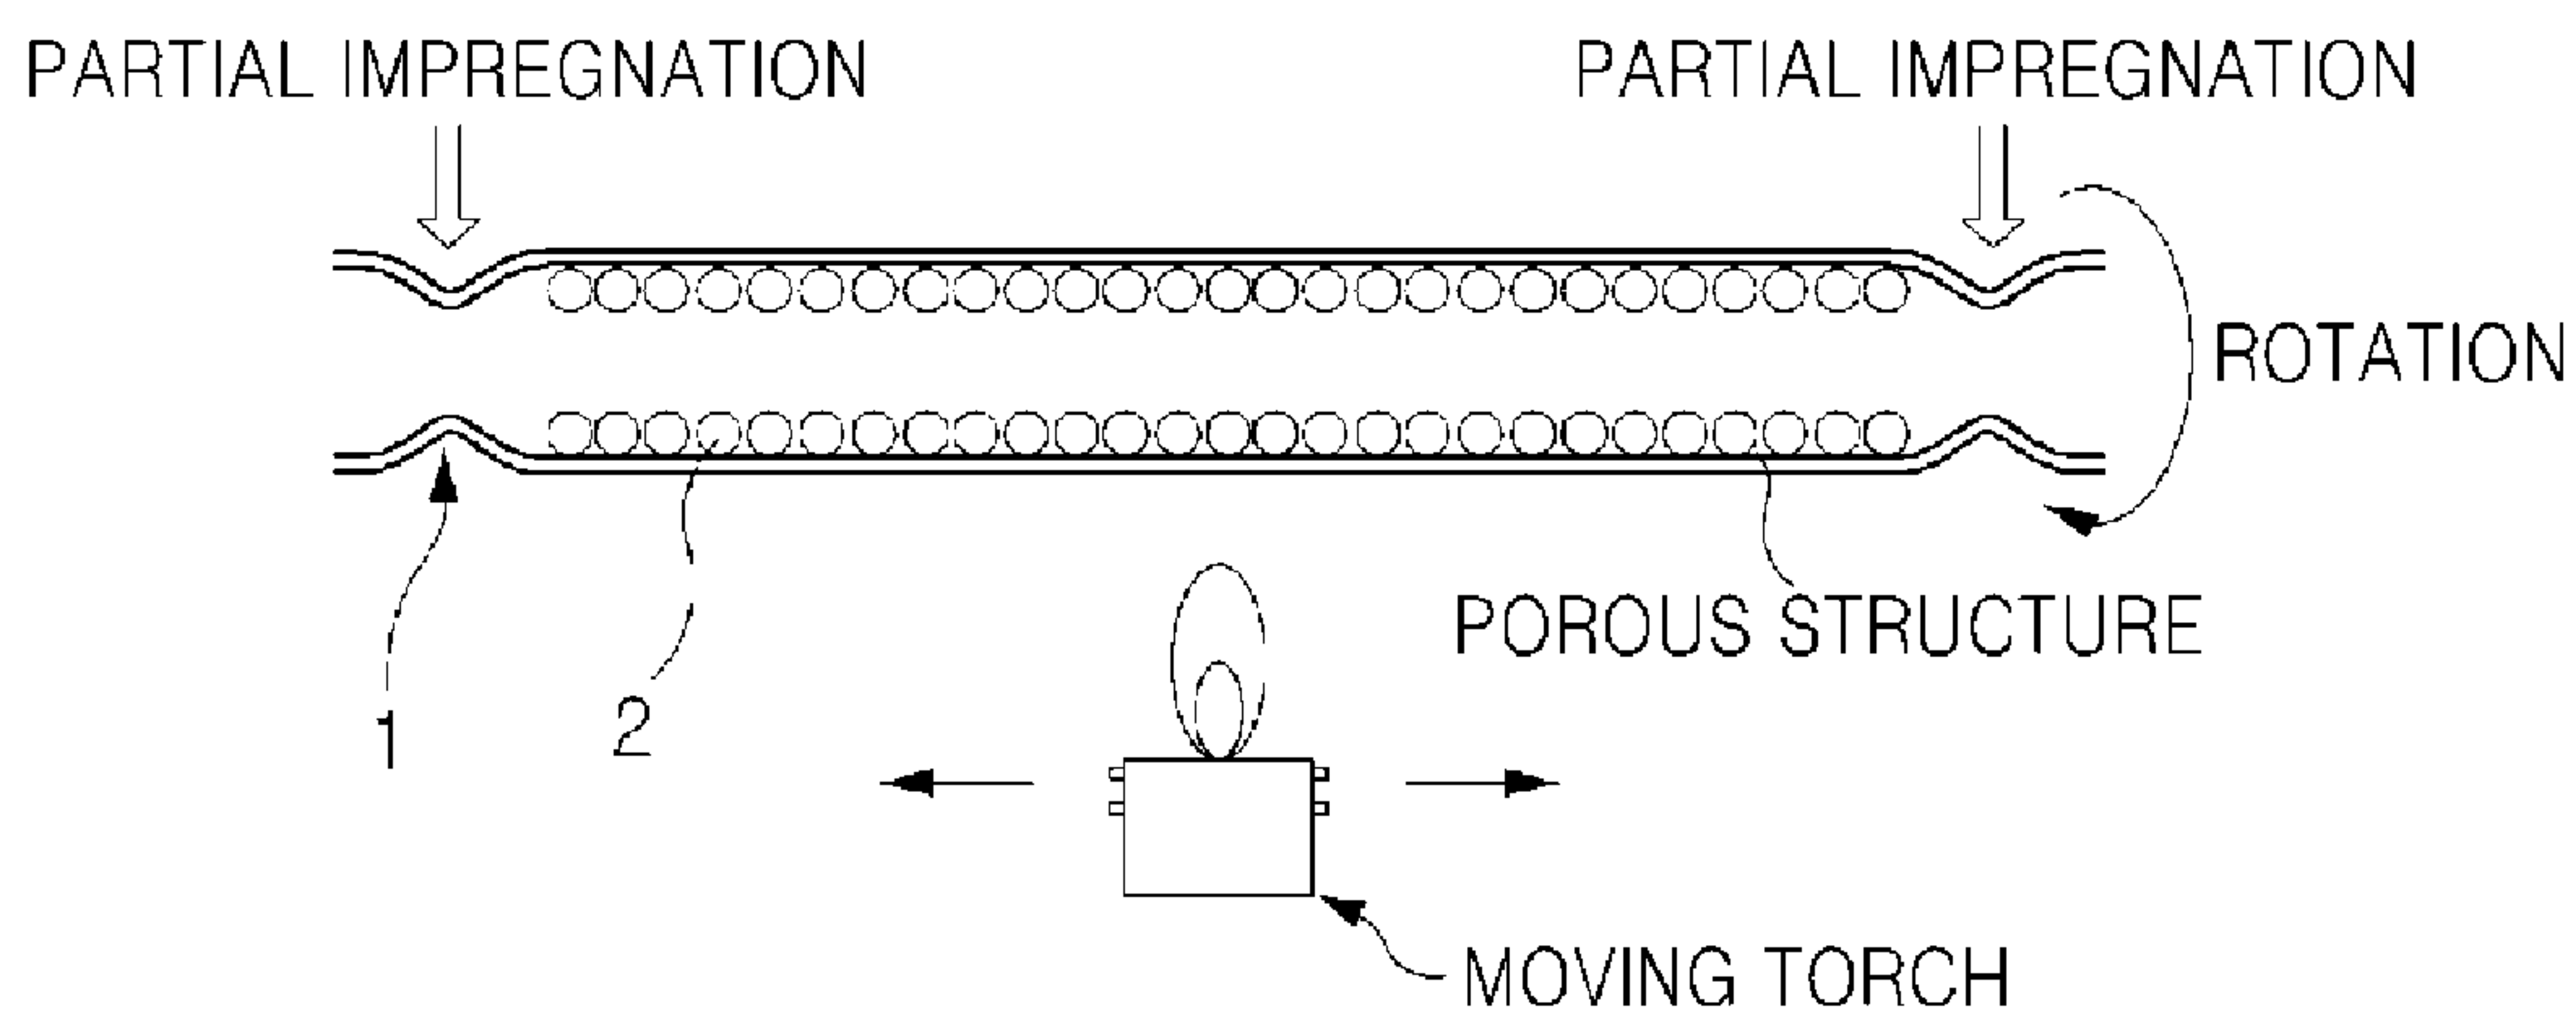 PARTIAL IMPREGNATION
PARTIAL IMPREGNATION
ROTATION
POROUS STRUCTURE
1
2
MOVING TORCH